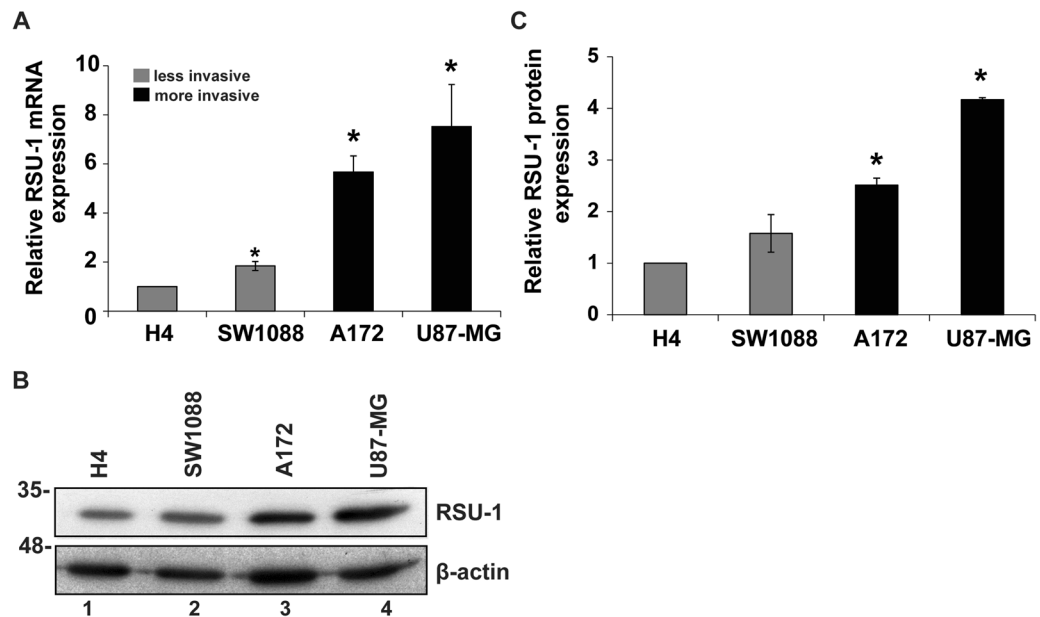 A
Relative RSU-1 mRNA
expression
10
8
6
4
2
0
less invasive
more invasive
*
*
*
H4
SW1088
A172
U87-MG
C
Relative RSU-1 protein
expression
5
4
3
2
1
0
*
*
H4
SW1088
A172
U87-MG
B
H4
SW1088
A172
U87-MG
35-
RSU-1
48-
β-actin
1
2
3
4